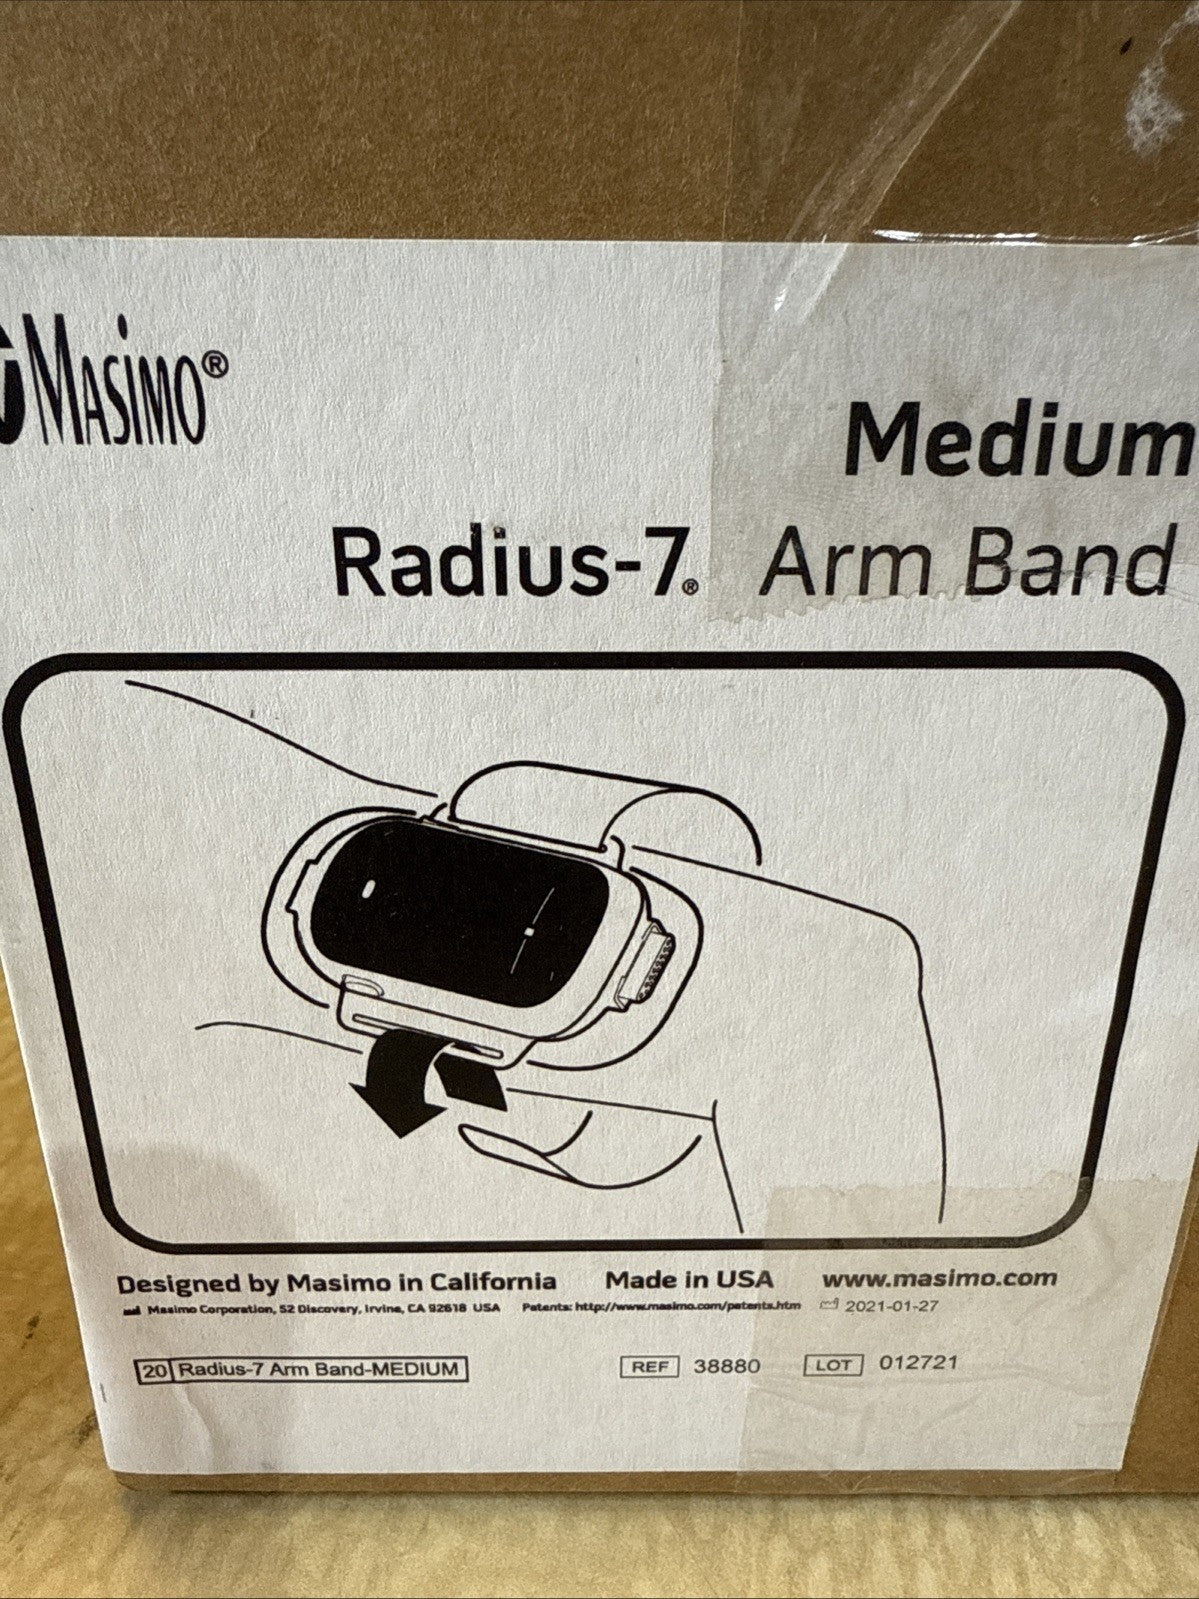 MASIMO®
Medium
Radius-7® Arm Band
Designed by Masimo in California Made in USA www.masimo.com
Masimo Corporation, 52 Discovery, Irvine, CA 92618 USA Patents: http://www.masimo.com/patents.htm 2021-01-27
20 Radius-7 Arm Band-MEDIUM REF 38880 LOT 012721